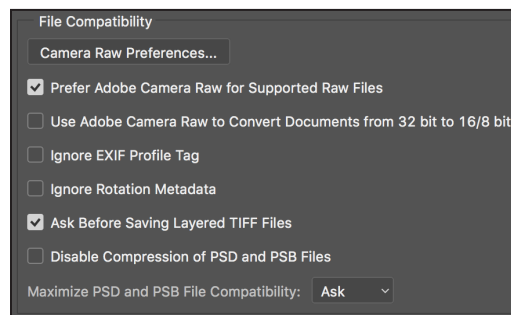 File Compatibility
Camera Raw Preferences...
Prefer Adobe Camera Raw for Supported Raw Files
Use Adobe Camera Raw to Convert Documents from 32 bit to 16/8 bit
Ignore EXIF Profile Tag
Ignore Rotation Metadata
Ask Before Saving Layered TIFF Files
Disable Compression of PSD and PSB Files
Maximize PSD and PSB File Compatibility: Ask